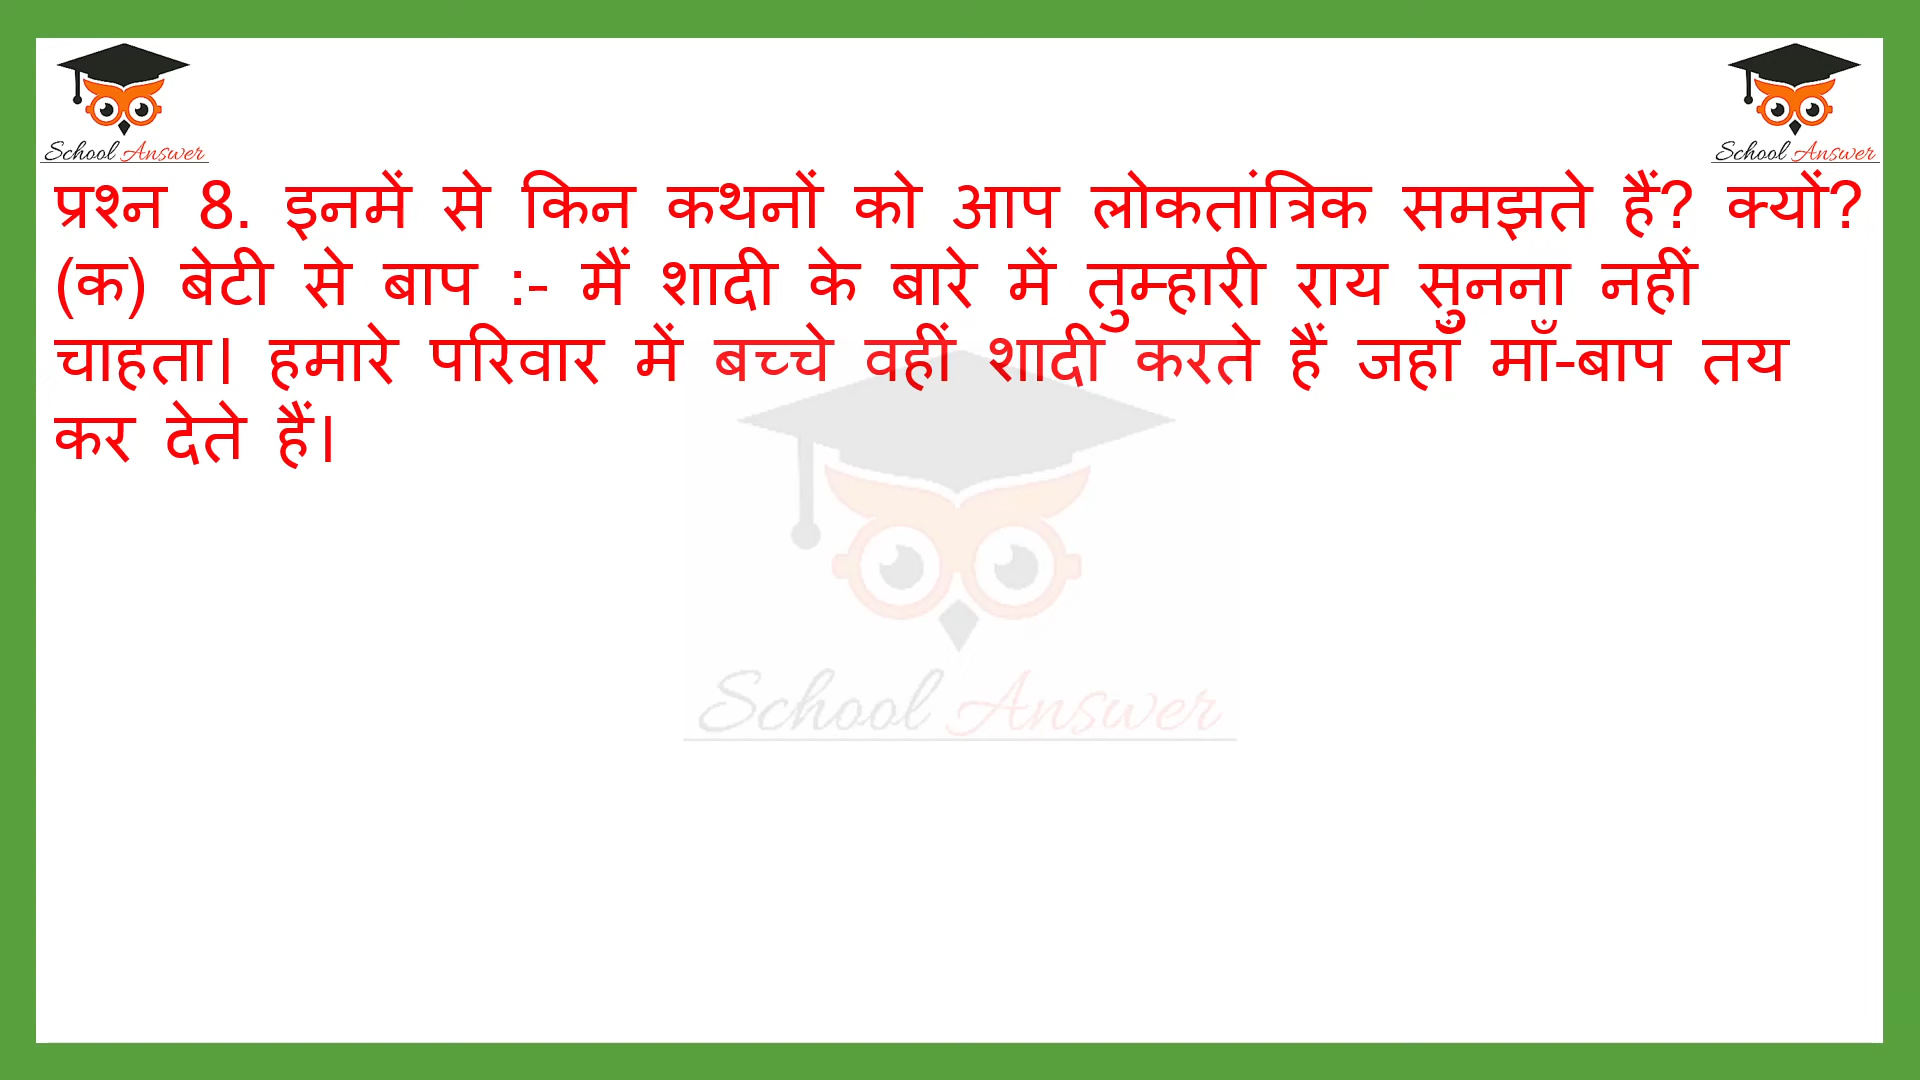 School Answer
School Answer
प्रश्न 8. इनमें से किन कथनों को आप लोकतांत्रिक समझते हैं? क्यों?
(क) बेटी से बाप :- मैं शादी के बारे में तुम्हारी राय सुनना नहीं
चाहता। हमारे परिवार में बच्चे वहीं शादी करते हैं जहाँ माँ-बाप तय
कर देते हैं।
School Answer